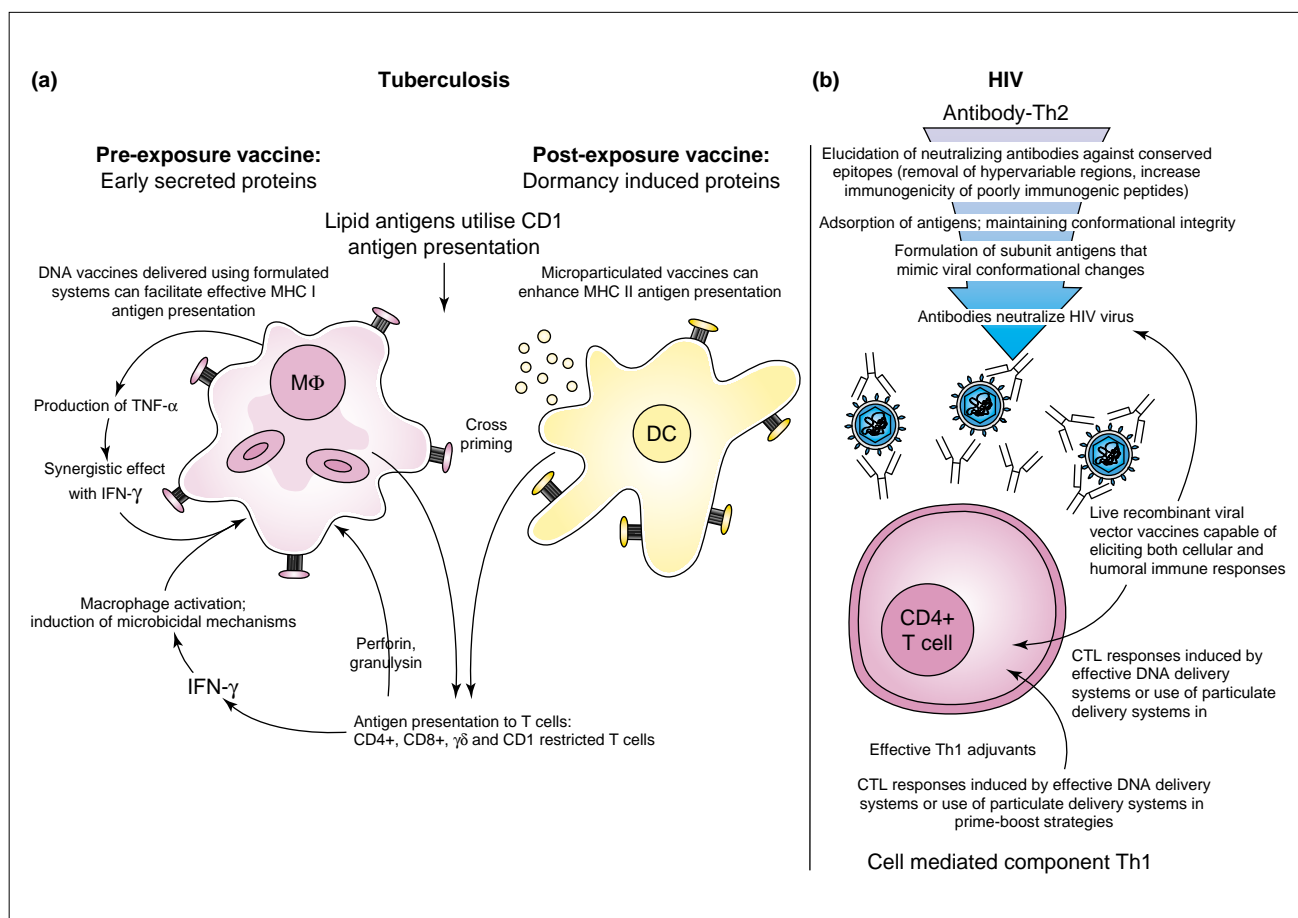 (a)
Tuberculosis
Pre-exposure vaccine:
Early secreted proteins
Post-exposure vaccine:
Dormancy induced proteins
Lipid antigens utilise CD1
antigen presentation
DNA vaccines delivered using formulated
systems can facilitate effective MHC I
antigen presentation
Microparticulated vaccines can
enhance MHC II antigen presentation
MΦ
Production of TNF-α
Synergistic effect
with IFN-γ
Cross
priming
DC
Macrophage activation;
induction of microbicidal mechanisms
Perforin,
granulysin
IFN-γ
Antigen presentation to T cells:
CD4+, CD8+, γδ and CD1 restricted T cells
(b)
HIV
Antibody-Th2
Elucidation of neutralizing antibodies against conserved
epitopes (removal of hypervariable regions, increase
immunogenicity of poorly immunogenic peptides)
Adsorption of antigens; maintaining conformational integrity
Formulation of subunit antigens that
mimic viral conformational changes
Antibodies neutralize HIV virus
Live recombinant viral
vector vaccines capable of
eliciting both cellular and
humoral immune responses
CD4+
T cell
CTL responses induced by
effective DNA delivery
systems or use of particulate
delivery systems in
Effective Th1 adjuvants
CTL responses induced by effective DNA delivery
systems or use of particulate delivery systems in
prime-boost strategies
Cell mediated component Th1